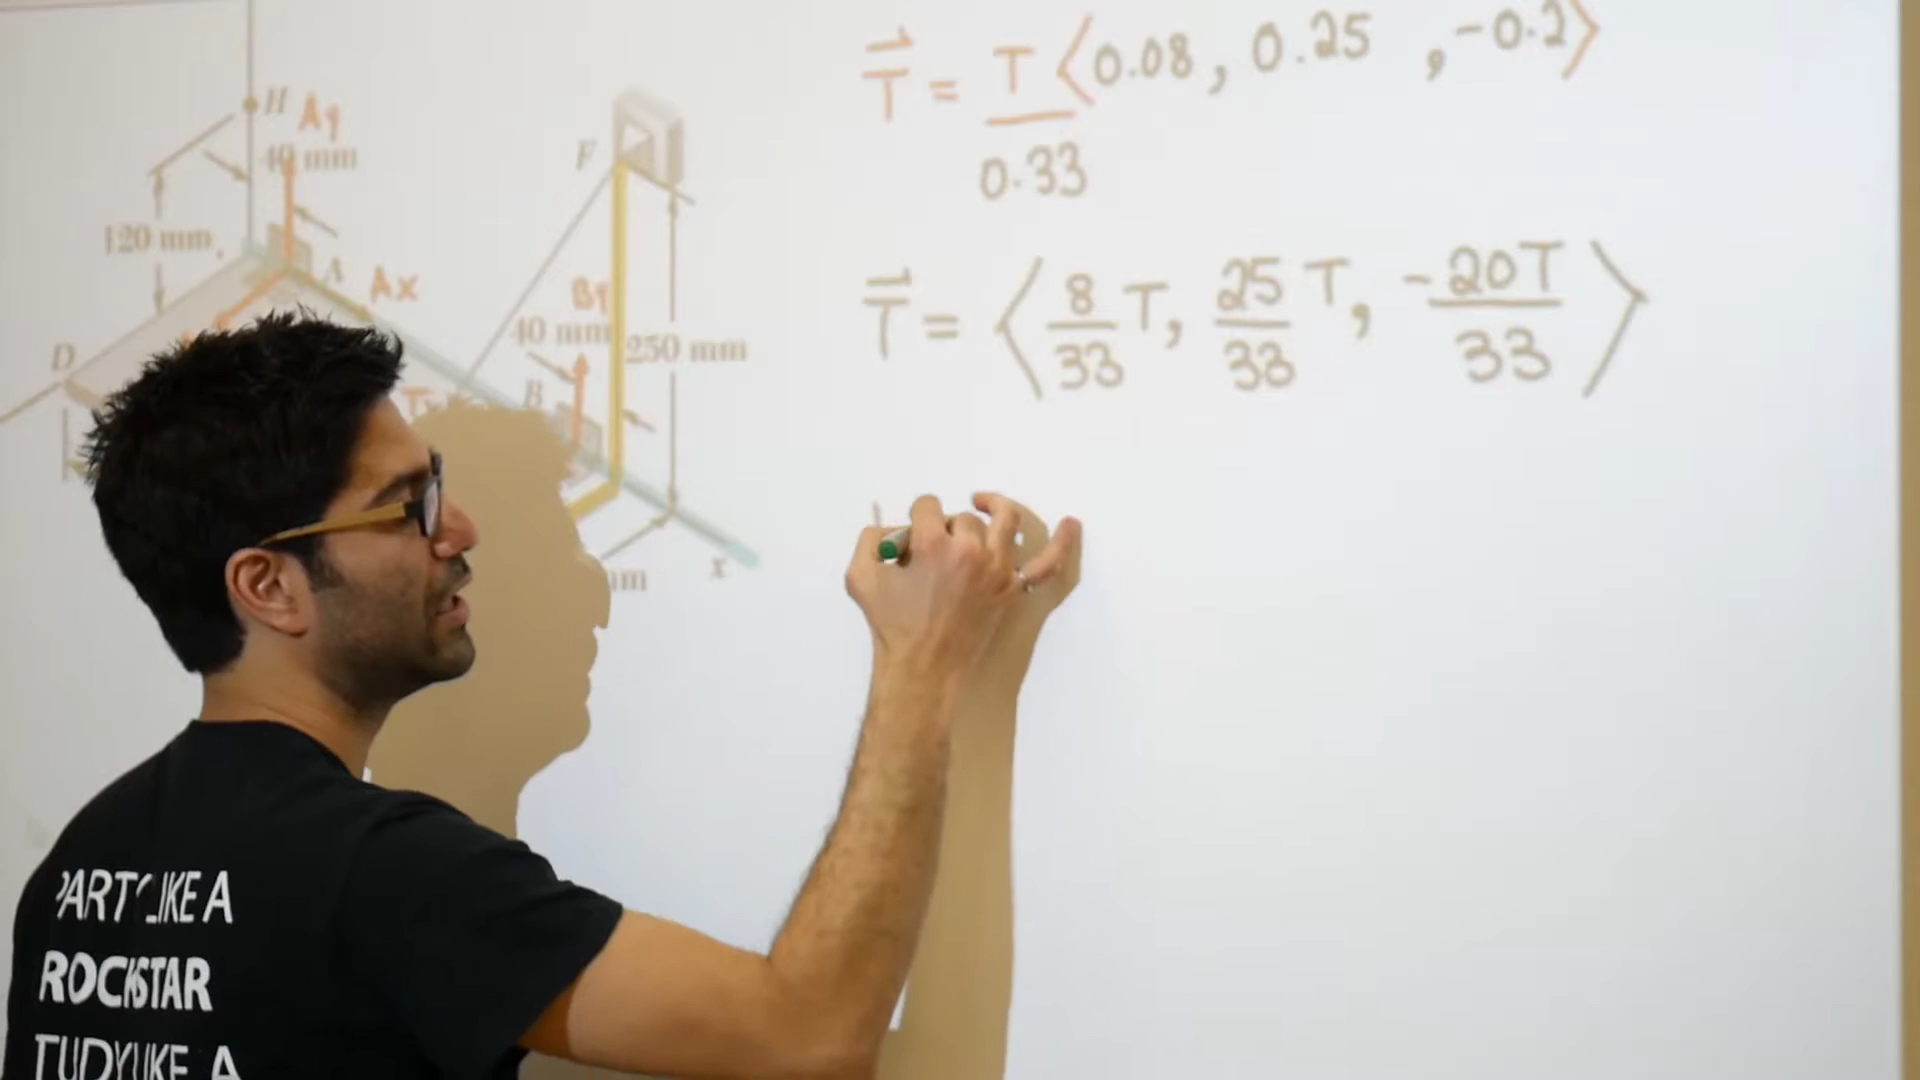 T = T ⟨0.08, 0.25, -0.2⟩
0.33
T = ⟨8/33 T, 25/33 T, -20T/33⟩
H
Ay
40 mm
F
120 mm
A
Ax
D
By
40 mm
250 mm
B
x
PARTY LIKE A
ROCKSTAR
TUDY LIKE A